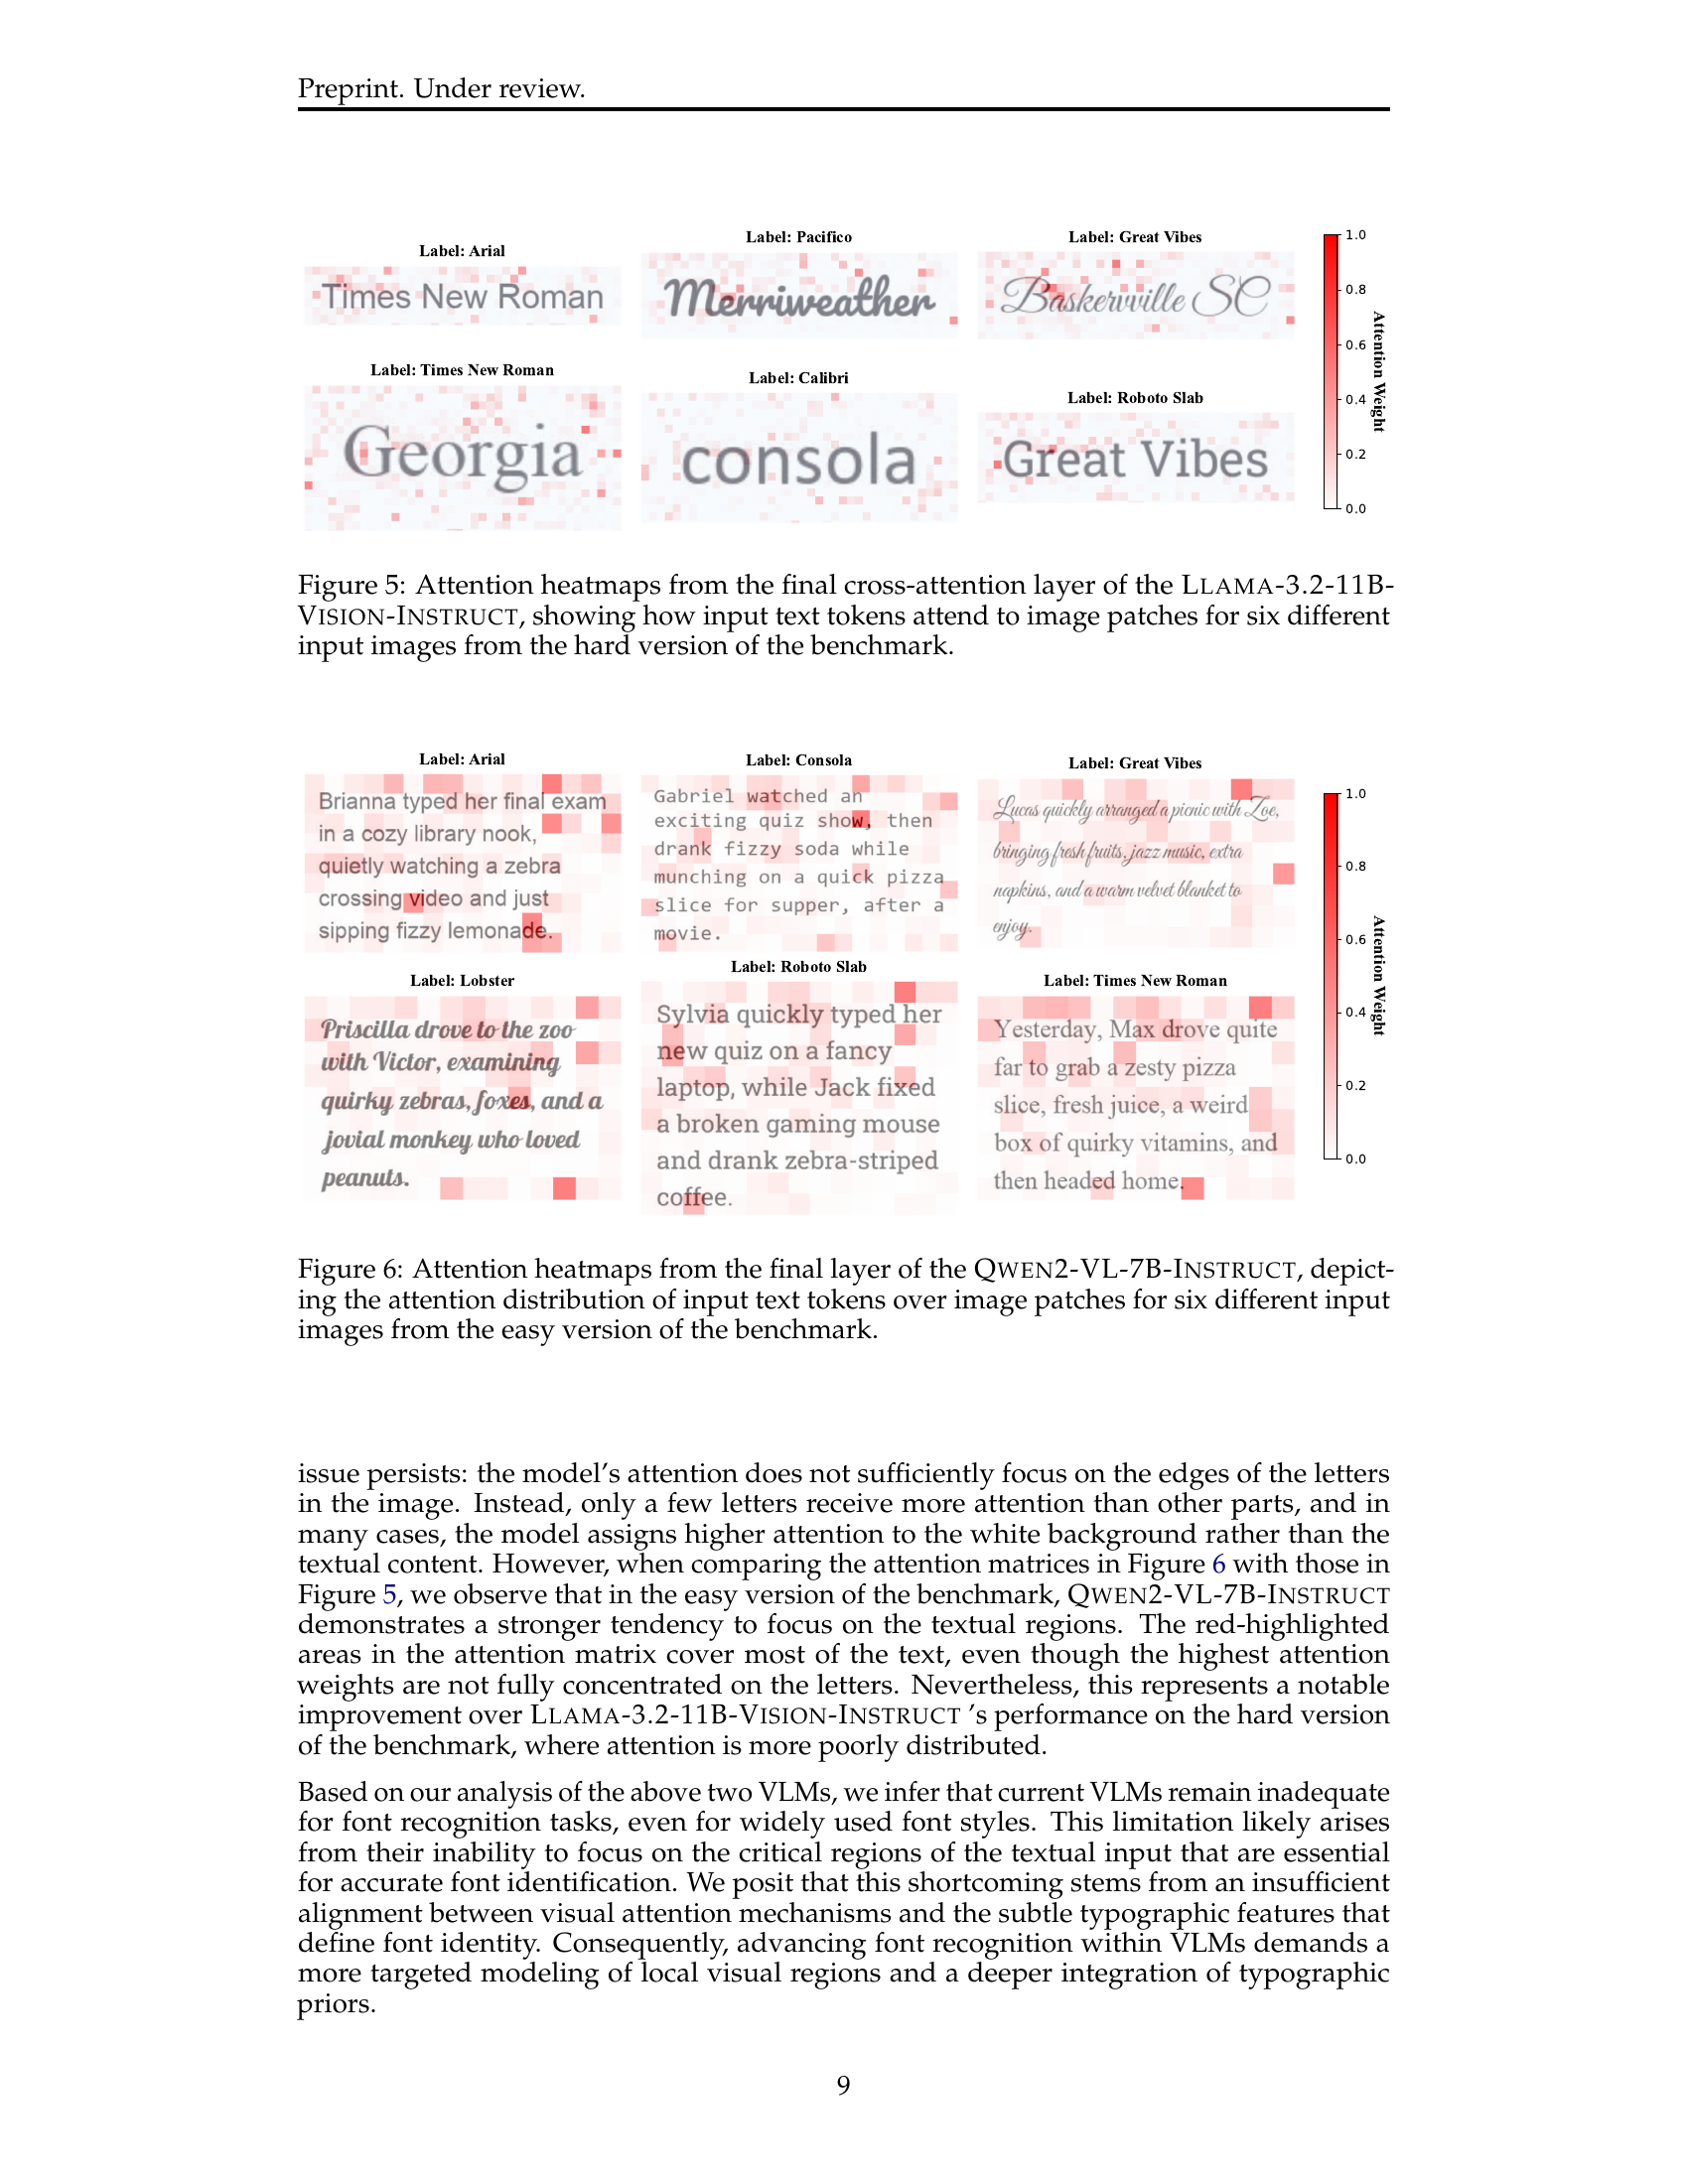 Preprint. Under review.
Label: Arial
Times New Roman
Label: Pacifico
Merriweather
Label: Great Vibes
Baskervville SC
Label: Times New Roman
Georgia
Label: Calibri
consola
Label: Roboto Slab
Great Vibes
1.0
0.8
0.6
0.4
0.2
0.0
Attention Weight
Figure 5: Attention heatmaps from the final cross-attention layer of the LLAMA-3.2-11B-
VISION-INSTRUCT, showing how input text tokens attend to image patches for six different
input images from the hard version of the benchmark.
Label: Arial
Brianna typed her final exam
in a cozy library nook,
quietly watching a zebra
crossing video and just
sipping fizzy lemonade.
Label: Consola
Gabriel watched an
exciting quiz show, then
drank fizzy soda while
munching on a quick pizza
slice for supper, after a
movie.
Label: Great Vibes
Lucas quickly arranged a picnic with Zoe,
bringing fresh fruits, jazz music, extra
napkins, and a warm velvet blanket to
enjoy.
Label: Lobster
Priscilla drove to the zoo
with Victor, examining
quirky zebras, foxes, and a
jovial monkey who loved
peanuts.
Label: Roboto Slab
Sylvia quickly typed her
new quiz on a fancy
laptop, while Jack fixed
a broken gaming mouse
and drank zebra-striped
coffee.
Label: Times New Roman
Yesterday, Max drove quite
far to grab a zesty pizza
slice, fresh juice, a weird
box of quirky vitamins, and
then headed home.
1.0
0.8
0.6
0.4
0.2
0.0
Attention Weight
Figure 6: Attention heatmaps from the final layer of the QWEN2-VL-7B-INSTRUCT, depict-
ing the attention distribution of input text tokens over image patches for six different input
images from the easy version of the benchmark.
issue persists: the model's attention does not sufficiently focus on the edges of the letters
in the image. Instead, only a few letters receive more attention than other parts, and in
many cases, the model assigns higher attention to the white background rather than the
textual content. However, when comparing the attention matrices in Figure 6 with those in
Figure 5, we observe that in the easy version of the benchmark, QWEN2-VL-7B-INSTRUCT
demonstrates a stronger tendency to focus on the textual regions. The red-highlighted
areas in the attention matrix cover most of the text, even though the highest attention
weights are not fully concentrated on the letters. Nevertheless, this represents a notable
improvement over LLAMA-3.2-11B-VISION-INSTRUCT 's performance on the hard version
of the benchmark, where attention is more poorly distributed.
Based on our analysis of the above two VLMs, we infer that current VLMs remain inadequate
for font recognition tasks, even for widely used font styles. This limitation likely arises
from their inability to focus on the critical regions of the textual input that are essential
for accurate font identification. We posit that this shortcoming stems from an insufficient
alignment between visual attention mechanisms and the subtle typographic features that
define font identity. Consequently, advancing font recognition within VLMs demands a
more targeted modeling of local visual regions and a deeper integration of typographic
priors.
9